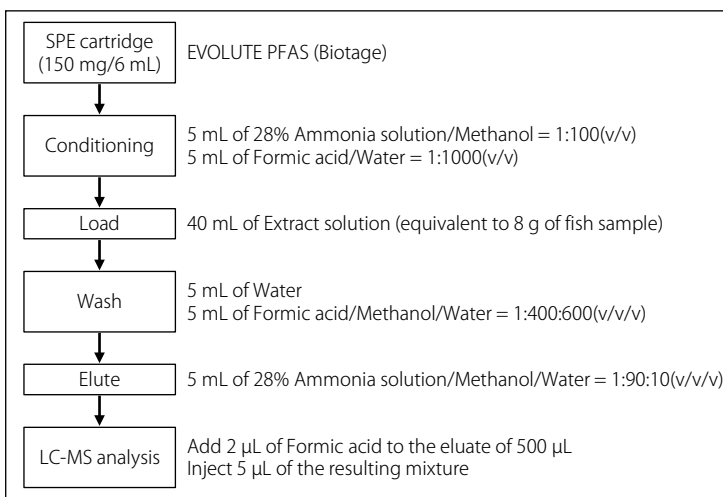 SPE cartridge
(150 mg/6 mL)
EVOLUTE PFAS (Biotage)
Conditioning
5 mL of 28% Ammonia solution/Methanol = 1:100(v/v)
5 mL of Formic acid/Water = 1:1000(v/v)
Load
40 mL of Extract solution (equivalent to 8 g of fish sample)
Wash
5 mL of Water
5 mL of Formic acid/Methanol/Water = 1:400:600(v/v/v)
Elute
5 mL of 28% Ammonia solution/Methanol/Water = 1:90:10(v/v/v)
LC-MS analysis
Add 2 μL of Formic acid to the eluate of 500 μL
Inject 5 μL of the resulting mixture